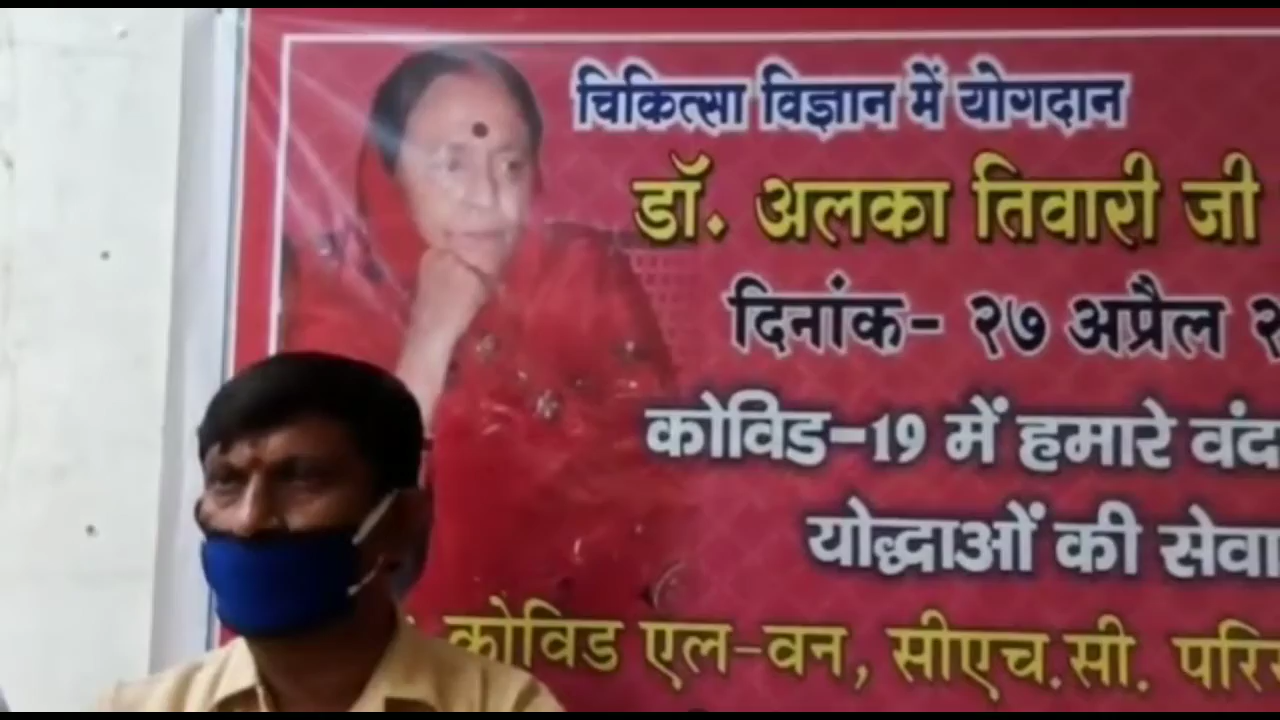 चिकित्सा विज्ञान में योगदान
डॉ. अलका तिवारी जी
दिनांक- २७ अप्रैल
कोविड-19 में हमारे
योद्धाओं की सेवा
कोविड एल-वन, सीएच.सी.